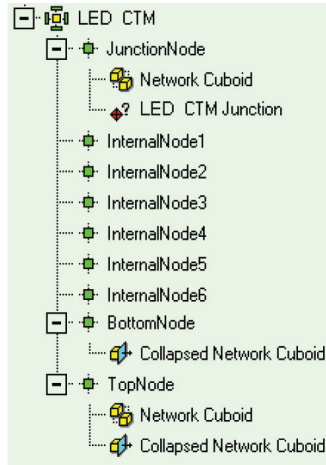 LED CTM
JunctionNode
Network Cuboid
? LED CTM Junction
InternalNode1
InternalNode2
InternalNode3
InternalNode4
InternalNode5
InternalNode6
BottomNode
Collapsed Network Cuboid
TopNode
Network Cuboid
Collapsed Network Cuboid